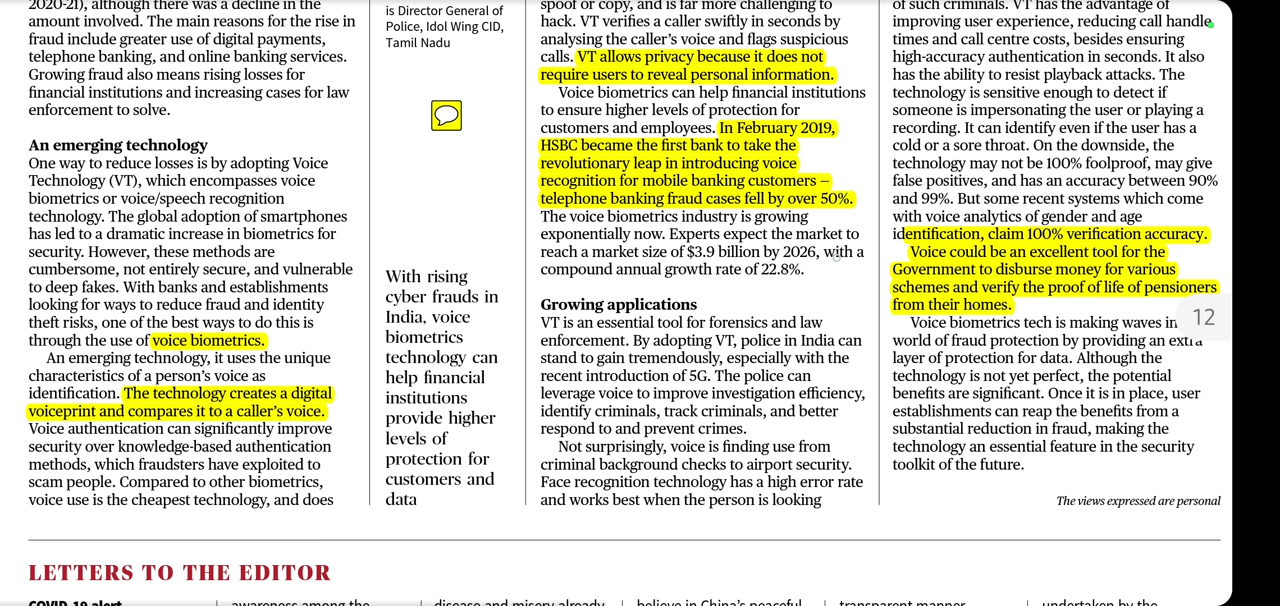 2020-21), although there was a decline in the
amount involved. The main reasons for the rise in
fraud include greater use of digital payments,
telephone banking, and online banking services.
Growing fraud also means rising losses for
financial institutions and increasing cases for law
enforcement to solve.
An emerging technology
One way to reduce losses is by adopting Voice
Technology (VT), which encompasses voice
biometrics or voice/speech recognition
technology. The global adoption of smartphones
has led to a dramatic increase in biometrics for
security. However, these methods are
cumbersome, not entirely secure, and vulnerable
to deep fakes. With banks and establishments
looking for ways to reduce fraud and identity
theft risks, one of the best ways to do this is
through the use of voice biometrics.
An emerging technology, it uses the unique
characteristics of a person's voice as
identification. The technology creates a digital
voiceprint and compares it to a caller's voice.
Voice authentication can significantly improve
security over knowledge-based authentication
methods, which fraudsters have exploited to
scam people. Compared to other biometrics,
voice use is the cheapest technology, and does
is Director General of
Police, Idol Wing CID,
Tamil Nadu
With rising
cyber frauds in
India, voice
biometrics
technology can
help financial
institutions
provide higher
levels of
protection for
customers and
data
spoof or copy, and is far more challenging to
hack. VT verifies a caller swiftly in seconds by
analysing the caller's voice and flags suspicious
calls. VT allows privacy because it does not
require users to reveal personal information.
Voice biometrics can help financial institutions
to ensure higher levels of protection for
customers and employees. In February 2019,
HSBC became the first bank to take the
revolutionary leap in introducing voice
recognition for mobile banking customers —
telephone banking fraud cases fell by over 50%.
The voice biometrics industry is growing
exponentially now. Experts expect the market to
reach a market size of $3.9 billion by 2026, with a
compound annual growth rate of 22.8%.
Growing applications
VT is an essential tool for forensics and law
enforcement. By adopting VT, police in India can
stand to gain tremendously, especially with the
recent introduction of 5G. The police can
leverage voice to improve investigation efficiency,
identify criminals, track criminals, and better
respond to and prevent crimes.
Not surprisingly, voice is finding use from
criminal background checks to airport security.
Face recognition technology has a high error rate
and works best when the person is looking
of such criminals. VT has the advantage of
improving user experience, reducing call handle
times and call centre costs, besides ensuring
high-accuracy authentication in seconds. It also
has the ability to resist playback attacks. The
technology is sensitive enough to detect if
someone is impersonating the user or playing a
recording. It can identify even if the user has a
cold or a sore throat. On the downside, the
technology may not be 100% foolproof, may give
false positives, and has an accuracy between 90%
and 99%. But some recent systems which come
with voice analytics of gender and age
identification, claim 100% verification accuracy.
Voice could be an excellent tool for the
Government to disburse money for various
schemes and verify the proof of life of pensioners
from their homes.
Voice biometrics tech is making waves in
world of fraud protection by providing an extra
layer of protection for data. Although the
technology is not yet perfect, the potential
benefits are significant. Once it is in place, user
establishments can reap the benefits from a
substantial reduction in fraud, making the
technology an essential feature in the security
toolkit of the future.
The views expressed are personal
12
LETTERS TO THE EDITOR
COVID-19 alert
awareness among the
disease and misery already
believe in China's peaceful
transparent manner
undertaken by the